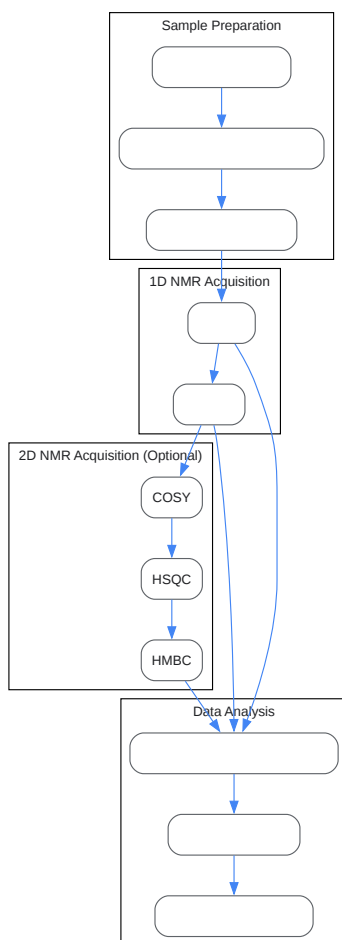 Sample Preparation
1D NMR Acquisition
2D NMR Acquisition (Optional)
COSY
HSQC
HMBC
Data Analysis